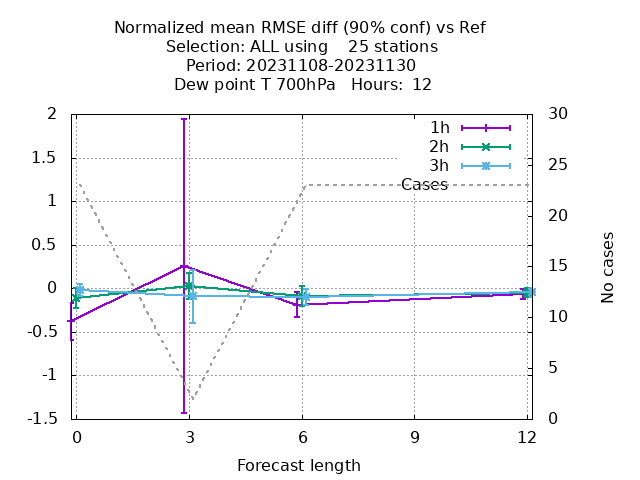 Normalized mean RMSE diff (90% conf) vs Ref
Selection: ALL using    25 stations
Period: 20231108-20231130
Dew point T 700hPa   Hours:  12
2
1.5
1
0.5
0
-0.5
-1
-1.5
30
25
20
15
10
5
0
1h
2h
3h
Cases
No cases
0 3 6 9 12
Forecast length